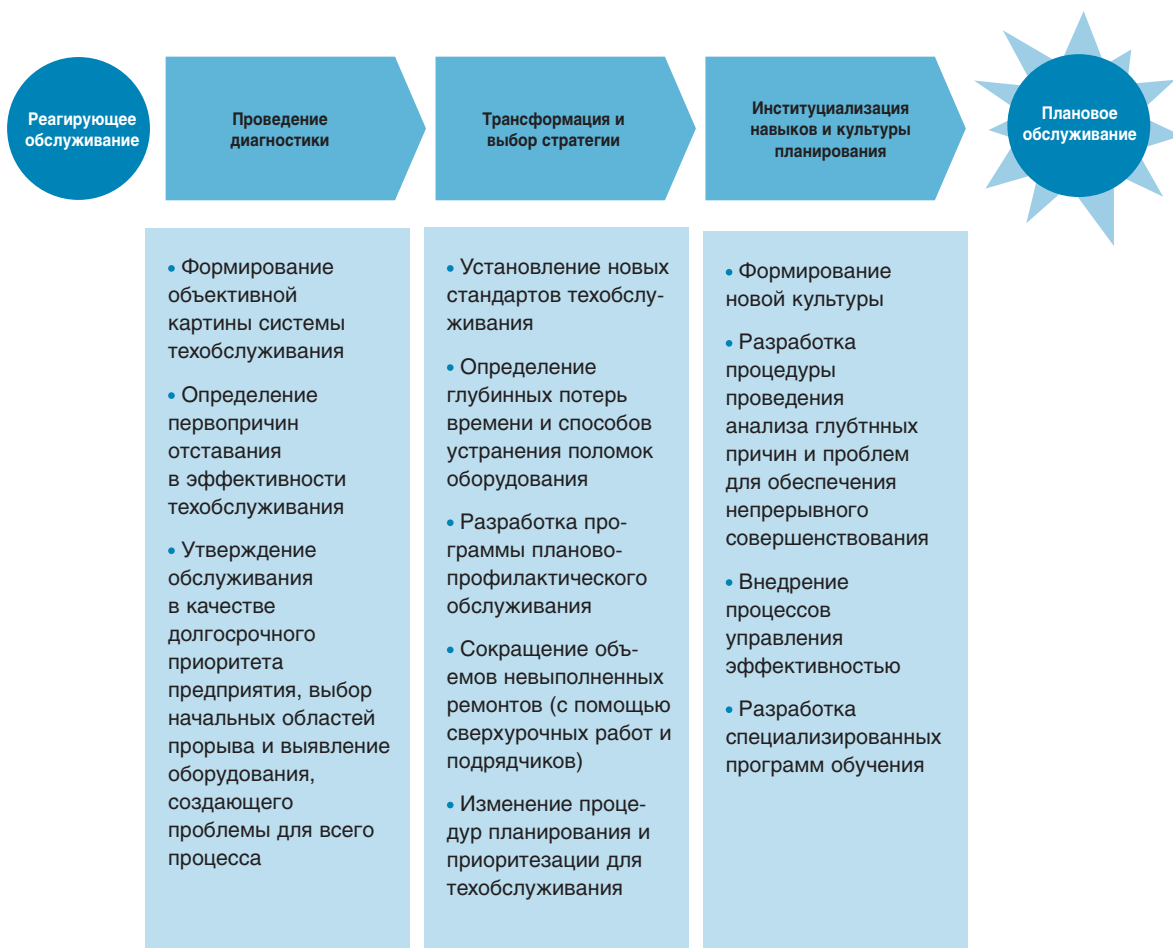 Реагирующее
обслуживание
Проведение
диагностики
Трансформация и
выбор стратегии
Институциализация
навыков и культуры
планирования
Плановое
обслуживание
• Формирование
объективной
картины системы
техобслуживания
• Определение
первопричин
отставания
в эффективности
техобслуживания
• Утверждение
обслуживания
в качестве
долгосрочного
приоритета
предприятия, выбор
начальных областей
прорыва и выявление
оборудования,
создающего
проблемы для всего
процесса
• Установление новых
стандартов техобслу-
живания
• Определение
глубинных потерь
времени и способов
устранения поломок
оборудования
• Разработка про-
граммы планово-
профилактического
обслуживания
• Сокращение объ-
емов невыполненных
ремонтов (с помощью
сверхурочных работ и
подрядчиков)
• Изменение проце-
дур планирования и
приоритезации для
техобслуживания
• Формирование
новой культуры
• Разработка
процедуры
проведения
анализа глубтнных
причин и проблем
для обеспечения
непрерывного
совершенствования
• Внедрение
процессов
управления
эффективностью
• Разработка
специализированных
программ обучения